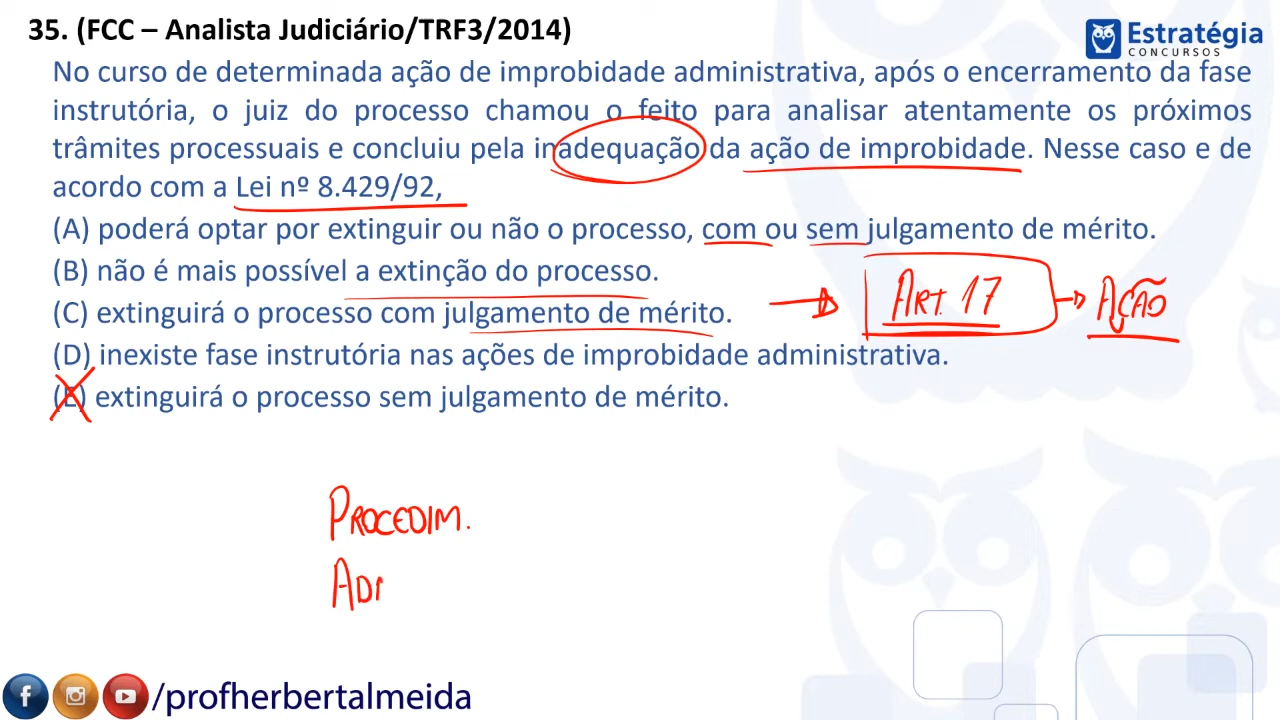 35. (FCC – Analista Judiciário/TRF3/2014)
Estratégia
CONCURSOS
No curso de determinada ação de improbidade administrativa, após o encerramento da fase
instrutória, o juiz do processo chamou o feito para analisar atentamente os próximos
trâmites processuais e concluiu pela inadequação da ação de improbidade. Nesse caso e de
acordo com a Lei nº 8.429/92,
(A) poderá optar por extinguir ou não o processo, com ou sem julgamento de mérito.
(B) não é mais possível a extinção do processo.
(C) extinguirá o processo com julgamento de mérito.
ART. 17
AÇÃO
(D) inexiste fase instrutória nas ações de improbidade administrativa.
(E) extinguirá o processo sem julgamento de mérito.
PROCEDIM.
ADI
/profherbertalmeida